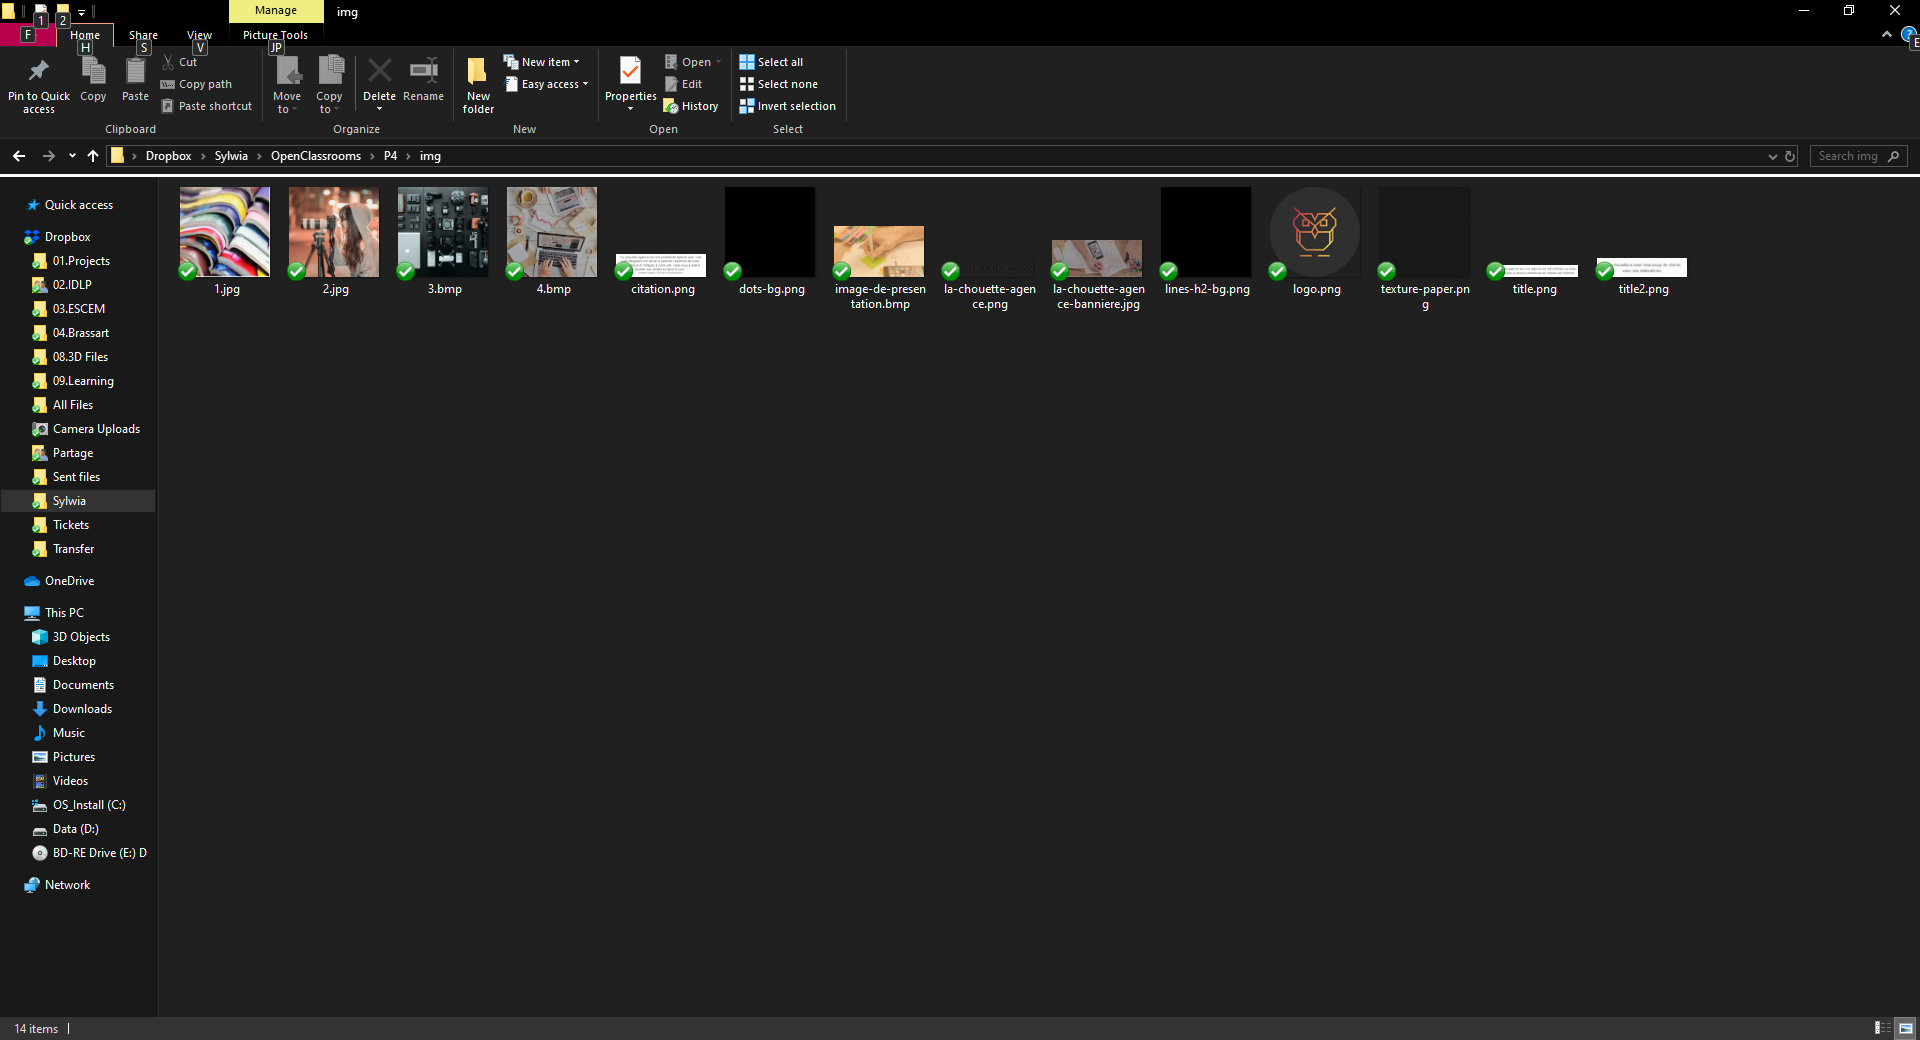 1
2
Manage
img
F
Home
Share
View
Picture Tools
H
S
V
JP
E
Pin to Quick access
Copy
Paste
Cut
Copy path
Paste shortcut
Move to
Copy to
Delete
Rename
New folder
New item
Easy access
Properties
Open
Edit
History
Select all
Select none
Invert selection
Clipboard
Organize
New
Open
Select
Dropbox > Sylwia > OpenClassrooms > P4 > img
Search img
Quick access
Dropbox
01.Projects
02.IDLP
03.ESCEM
04.Brassart
08.3D Files
09.Learning
All Files
Camera Uploads
Partage
Sent files
Sylwia
Tickets
Transfer
OneDrive
This PC
3D Objects
Desktop
Documents
Downloads
Music
Pictures
Videos
OS_Install (C:)
Data (D:)
BD-RE Drive (E:) D
Network
1.jpg
2.jpg
3.bmp
4.bmp
citation.png
dots-bg.png
image-de-presen
tation.bmp
la-chouette-agen
ce.png
la-chouette-agen
ce-banniere.jpg
lines-h2-bg.png
logo.png
texture-paper.pn
g
title.png
title2.png
14 items